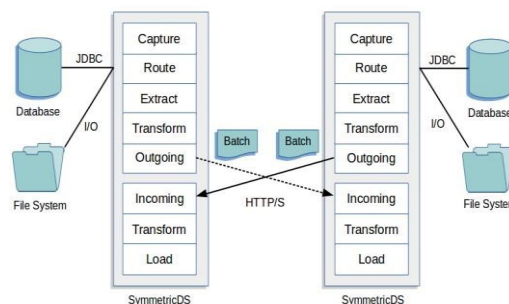 Capture
Route
Extract
Transform
Outgoing
Incoming
Transform
Load
SymmetricDS
JDBC
Database
I/O
File System
Batch
Batch
HTTP/S
Capture
Route
Extract
Transform
Outgoing
Incoming
Transform
Load
SymmetricDS
JDBC
Database
I/O
File System